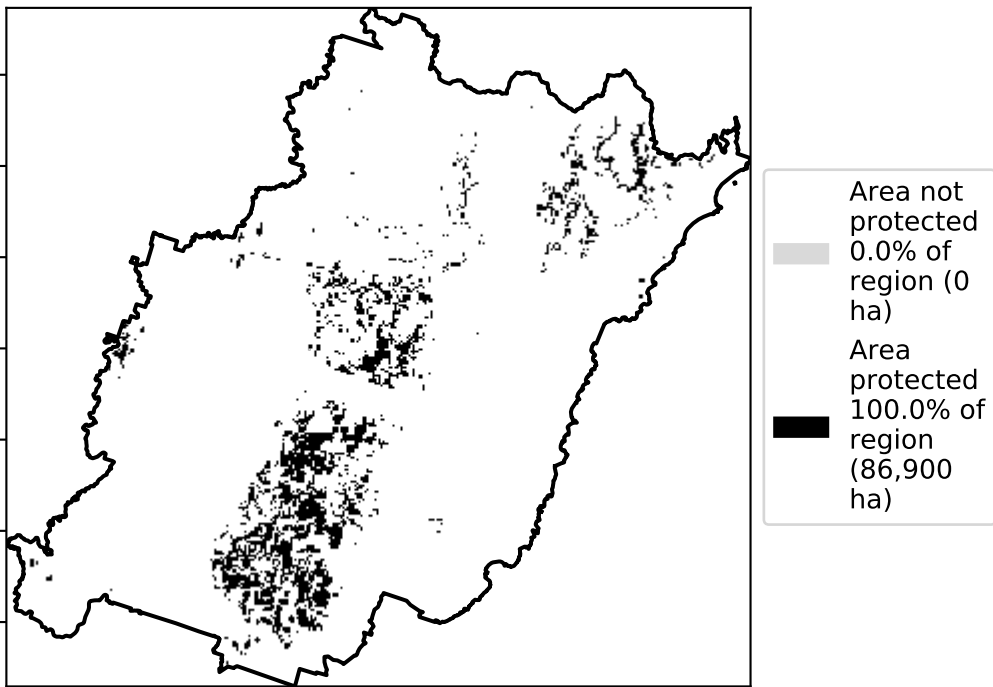 Area not
protected
0.0% of
region (0
ha)
Area
protected
100.0% of
region
(86,900
ha)